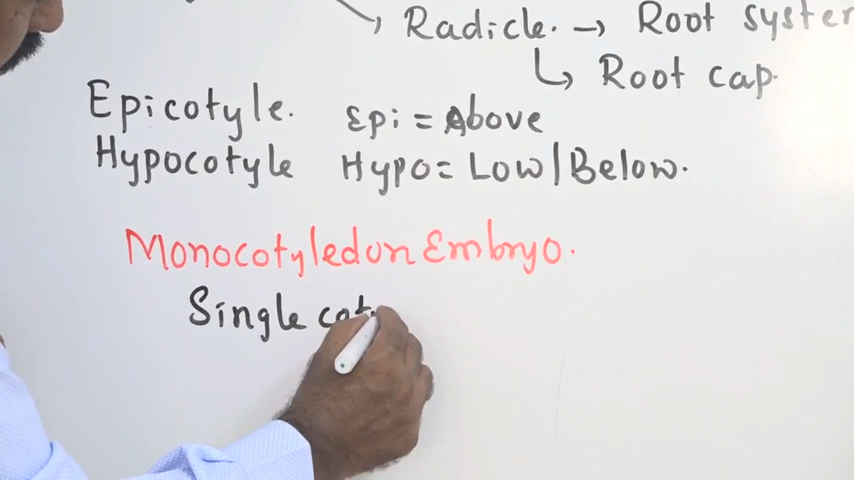 Radicle. → Root system
↳ Root cap.
Epicotyle. Epi = Above
Hypocotyle Hypo = Low/Below.
Monocotyledon Embryo.
Single cot